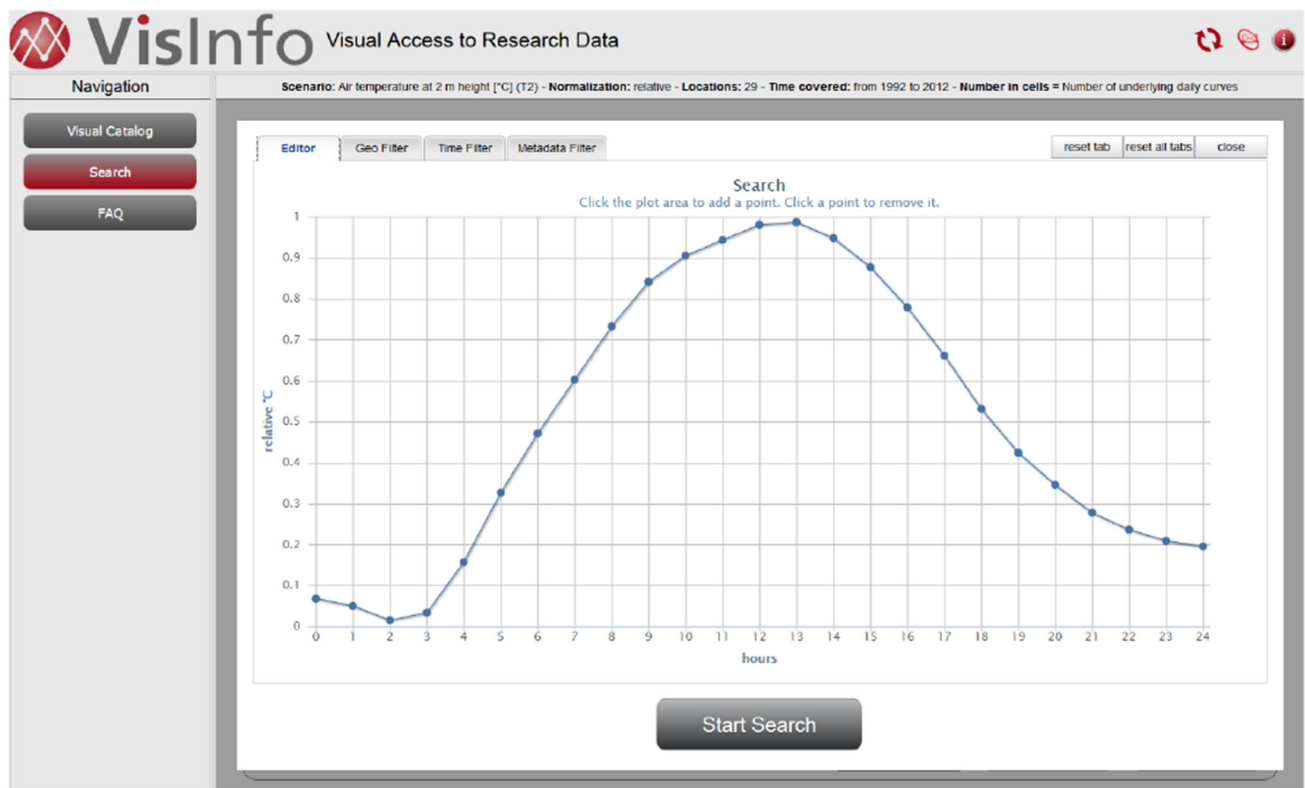 VisInfo Visual Access to Research Data
Navigation
Scenario: Air temperature at 2 m height [°C] (T2) - Normalization: relative - Locations: 29 - Time covered: from 1992 to 2012 - Number in cells = Number of underlying daily curves
Visual Catalog
Search
FAQ
Editor Geo Filter Time Filter Metadata Filter reset tab reset all tabs close
Search
Click the plot area to add a point. Click a point to remove it.
1
0.9
0.8
0.7
0.6
0.5
0.4
0.3
0.2
0.1
0
relative °C
0 1 2 3 4 5 6 7 8 9 10 11 12 13 14 15 16 17 18 19 20 21 22 23 24
hours
Start Search